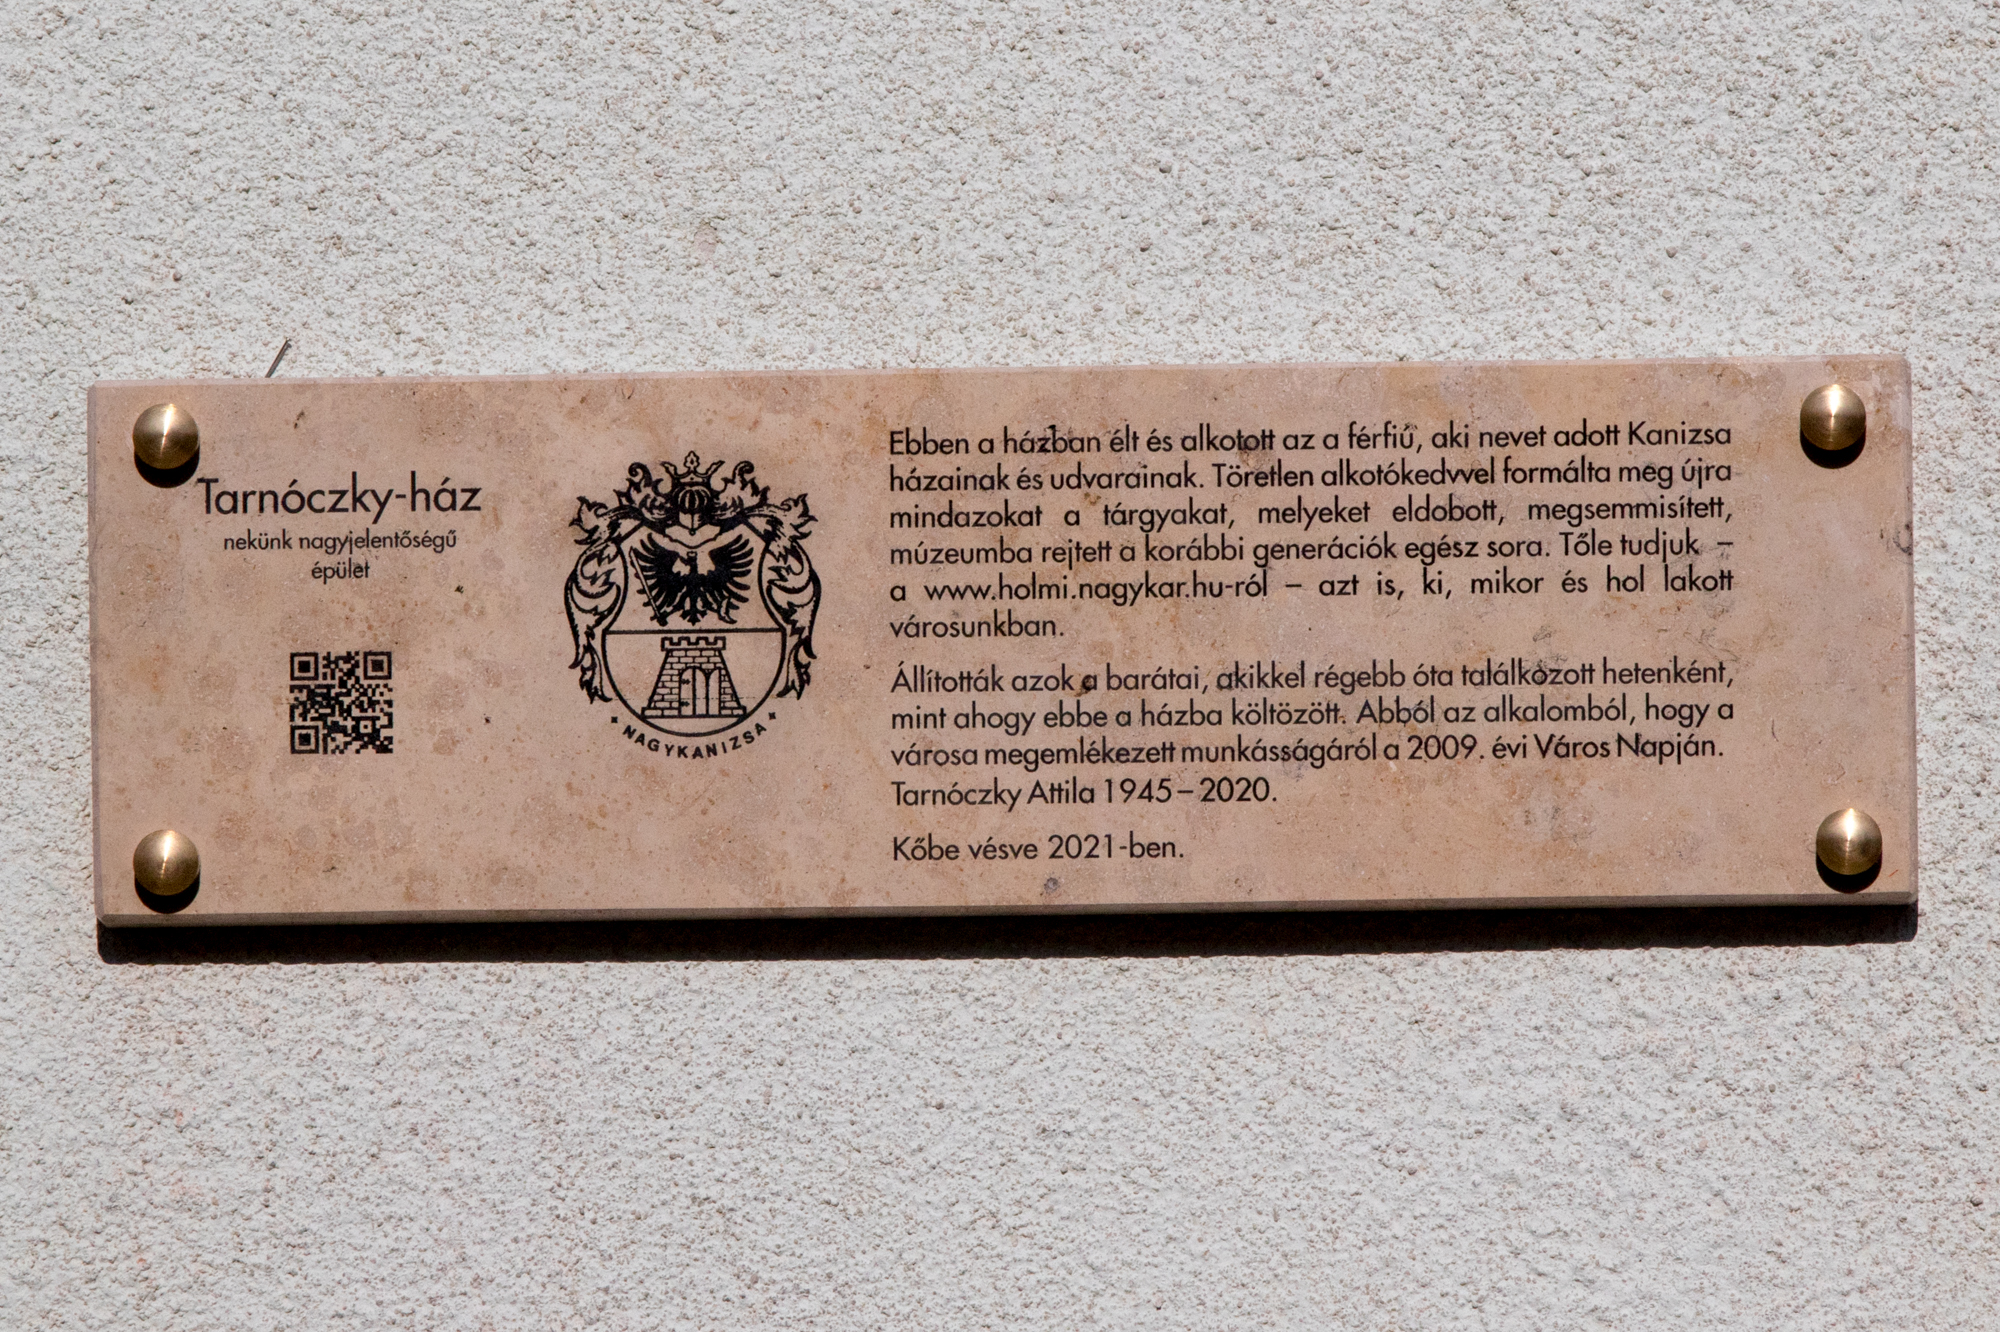 Tarnóczky-ház
nekünk nagyjelentőségű
épület
NAGYKANIZSA
Ebben a házban élt és alkotott az a férfiú, aki nevet adott Kanizsa
házainak és udvarainak. Töretlen alkotókedvvel formálta meg újra
mindazokat a tárgyakat, melyeket eldobott, megsemmisített,
múzeumba rejtett a korábbi generációk egész sora. Tőle tudjuk –
a www.holmi.nagykar.hu-ról – azt is, ki, mikor és hol lakott
városunkban.
Állították azok a barátai, akikkel régebb óta találkozott hetenként,
mint ahogy ebbe a házba költözött. Abból az alkalomból, hogy a
városa megemlékezett munkásságáról a 2009. évi Város Napján.
Tarnóczky Attila 1945–2020.
Kőbe vésve 2021-ben.